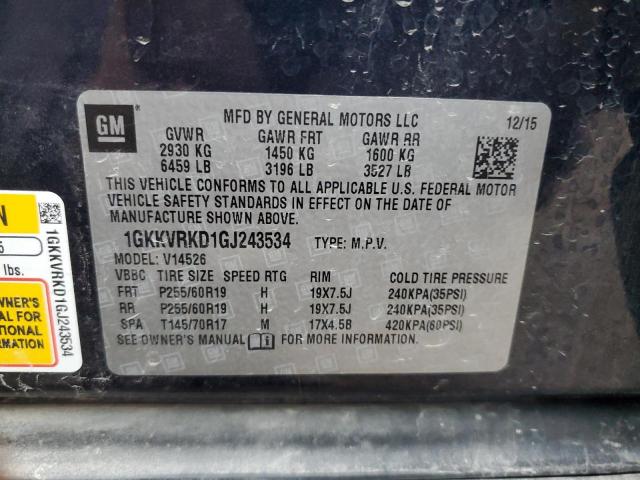 GM
MFD BY GENERAL MOTORS LLC 12/15
GVWR GAWR FRT GAWR RR
2930 KG 1450 KG 1600 KG
6459 LB 3196 LB 3527 LB
THIS VEHICLE CONFORMS TO ALL APPLICABLE U.S. FEDERAL MOTOR
VEHICLE SAFETY STANDARDS IN EFFECT ON THE DATE OF
MANUFACTURE SHOWN ABOVE.
1GKKVRKD1GJ243534 TYPE: M.P.V.
MODEL: V14526
VBBC TIRE SIZE SPEED RTG RIM COLD TIRE PRESSURE
FRT P255/60R19 H 19X7.5J 240KPA(35PSI)
RR P255/60R19 H 19X7.5J 240KPA(35PSI)
SPA T145/70R17 M 17X4.5B 420KPA(60PSI)
SEE OWNER'S MANUAL FOR MORE INFORMATION.
N
lbs.
OWNER'S
AL FOR
TIONAL
RMATION
1GKKVRKD1GJ243534